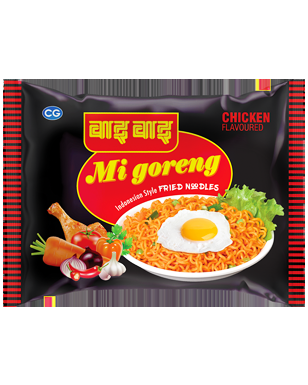 CG
वाइ वाइ
CHICKEN
FLAVOURED
Mi goreng
Indonesian Style FRIED NOODLES